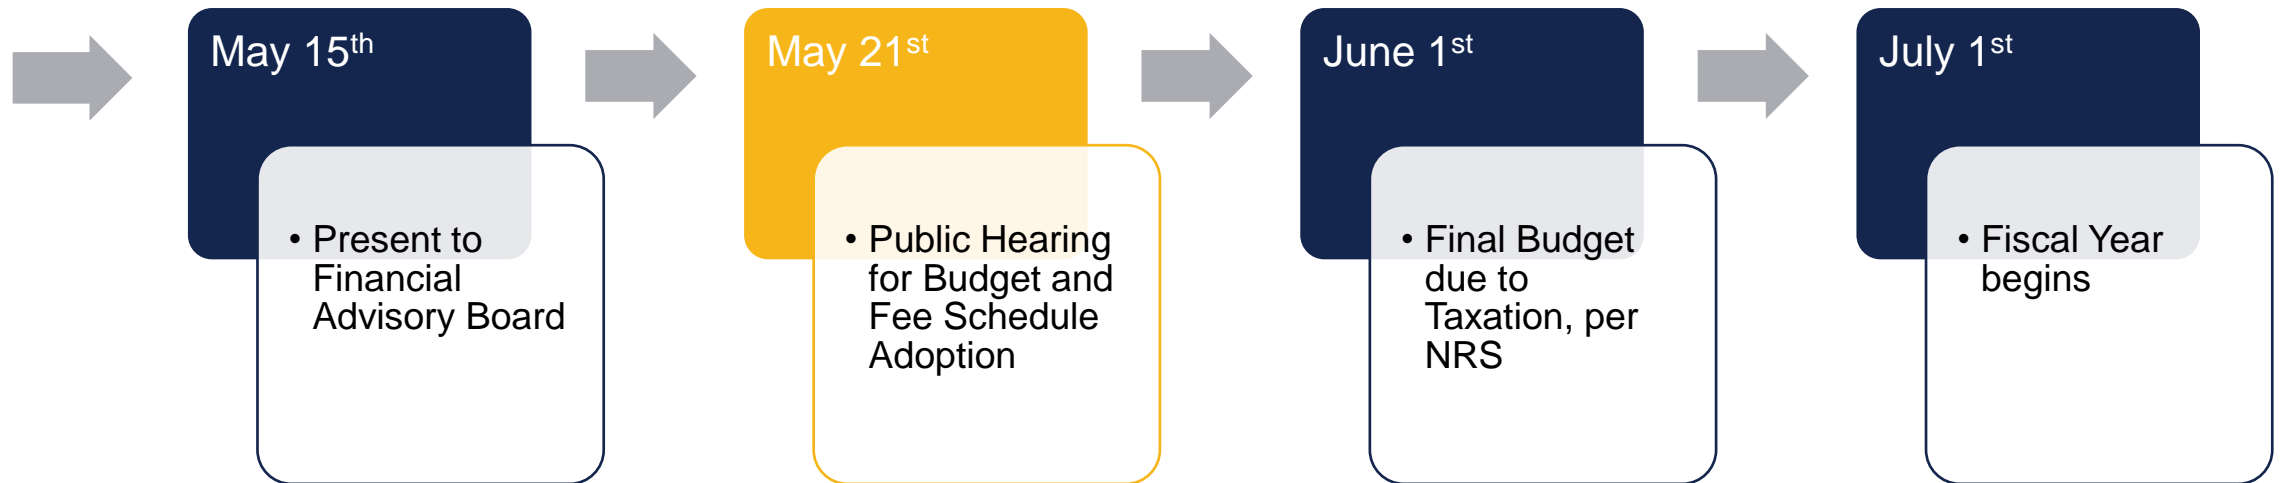 May 15th
• Present to
Financial
Advisory Board
May 21st
• Public Hearing
for Budget and
Fee Schedule
Adoption
June 1st
• Final Budget
due to
Taxation, per
NRS
July 1st
• Fiscal Year
begins